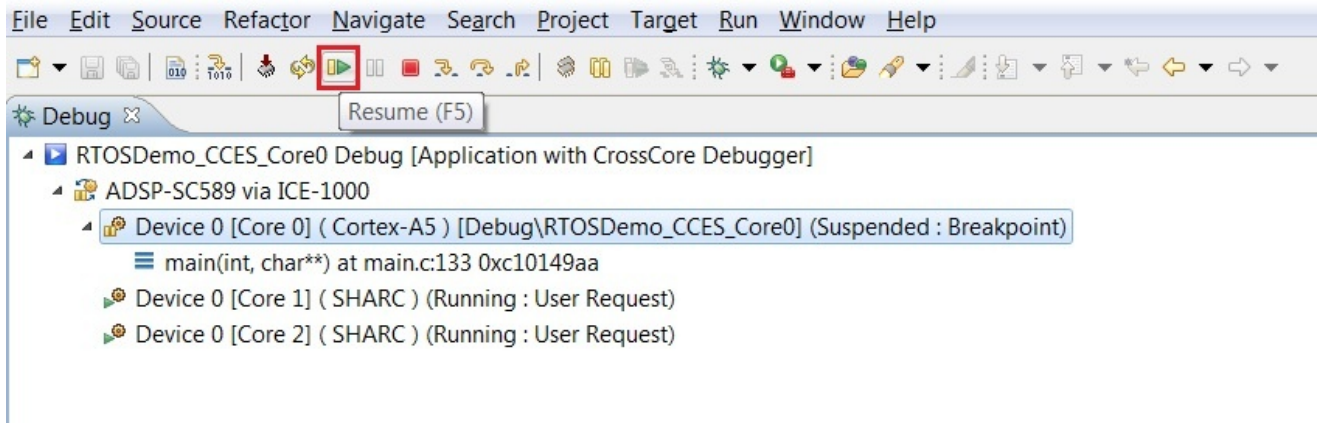 File Edit Source Refactor Navigate Search Project Target Run Window Help
Resume (F5)
Debug
RTOSDemo_CCES_Core0 Debug [Application with CrossCore Debugger]
ADSP-SC589 via ICE-1000
Device 0 [Core 0] ( Cortex-A5 ) [Debug\RTOSDemo_CCES_Core0] (Suspended : Breakpoint)
main(int, char**) at main.c:133 0xc10149aa
Device 0 [Core 1] ( SHARC ) (Running : User Request)
Device 0 [Core 2] ( SHARC ) (Running : User Request)